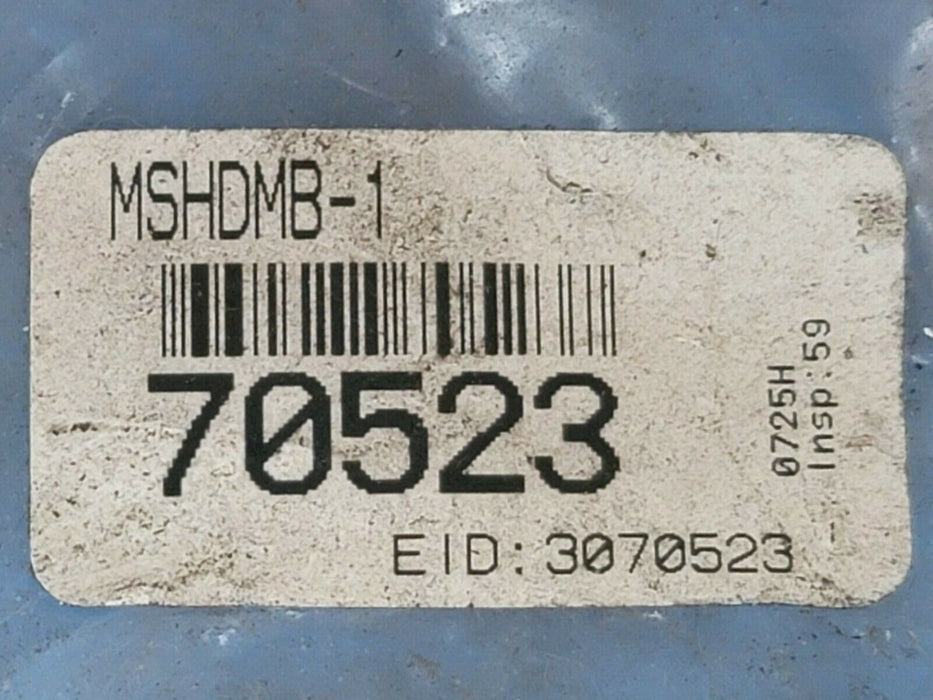 MSHDMB-1
70523
EID:3070523
0725H
Insp:59